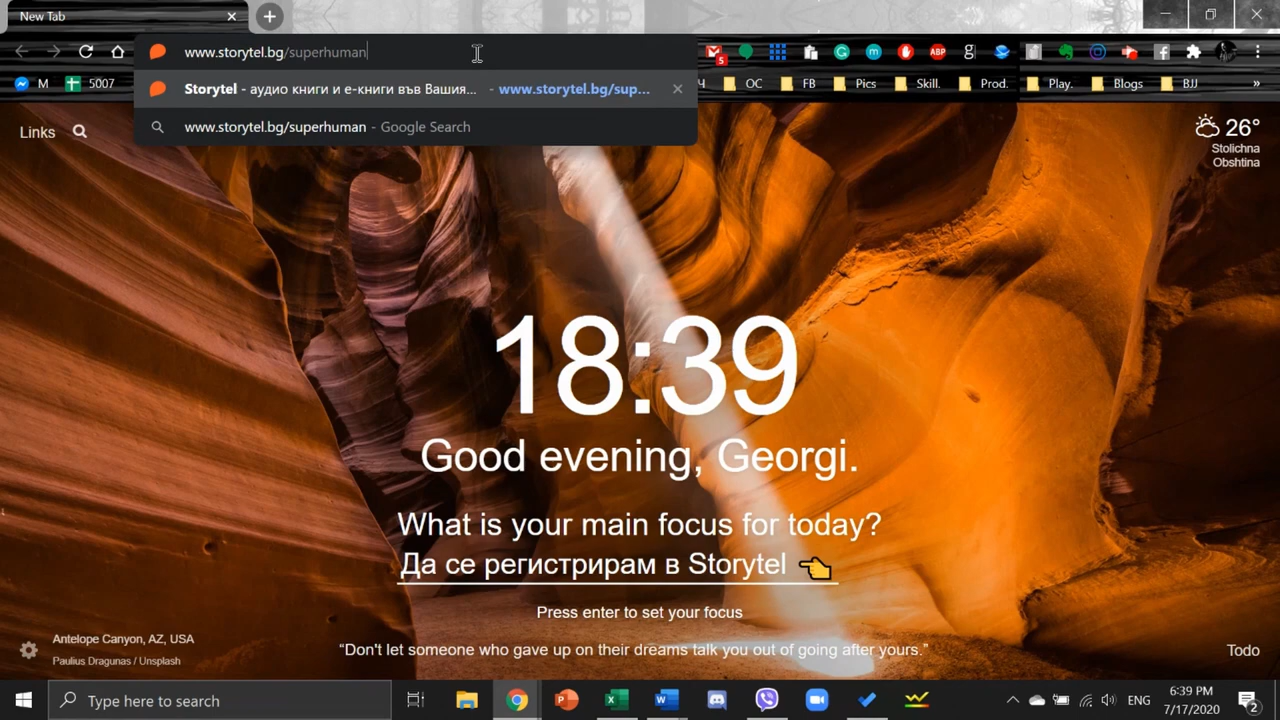 New Tab
www.storytel.bg/superhuman
M
5007
Storytel - аудио книги и е-книги във Вашия... - www.storytel.bg/sup...
5
ABP
OC
FB
Pics
Skill.
Prod.
Play.
Blogs
BJJ
»
www.storytel.bg/superhuman - Google Search
Links
26°
Stolichna
Obshtina
18:39
Good evening, Georgi.
What is your main focus for today?
Да се регистрирам в Storytel 👈
Press enter to set your focus
Antelope Canyon, AZ, USA
Paulius Dragunas / Unsplash
“Don't let someone who gave up on their dreams talk you out of going after yours.”
Todo
Type here to search
ENG
6:39 PM
7/17/2020
2